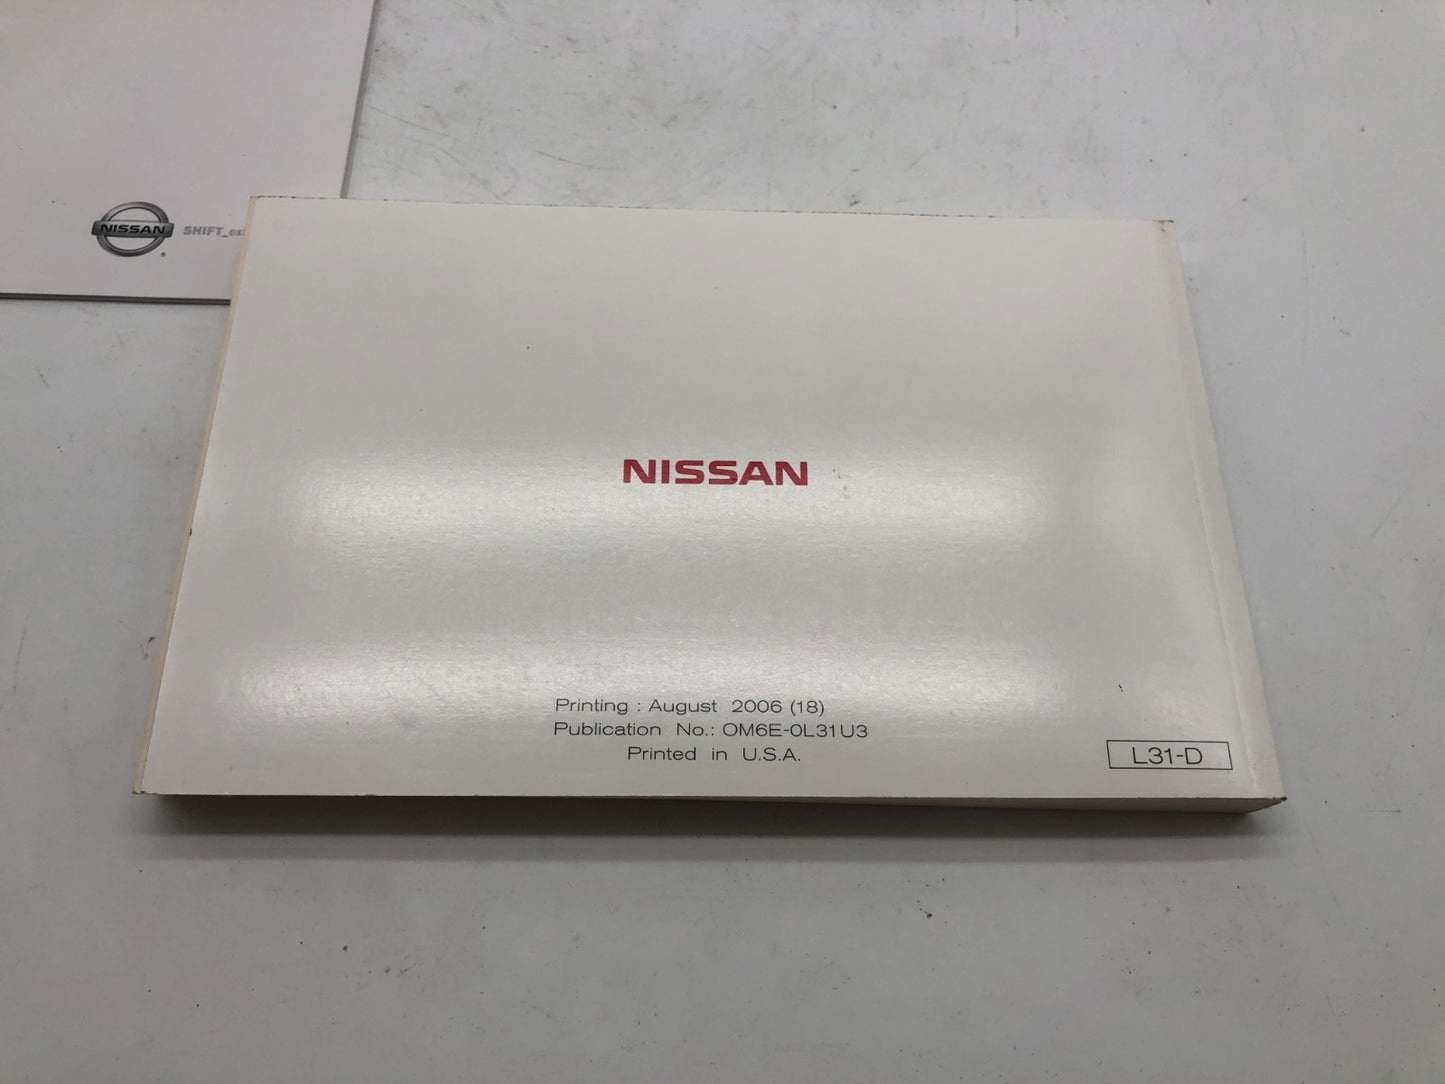 NISSAN
SHIFT_
NISSAN
Printing : August 2006 (18)
Publication No.: OM6E-0L31U3
Printed in U.S.A.
L31-D